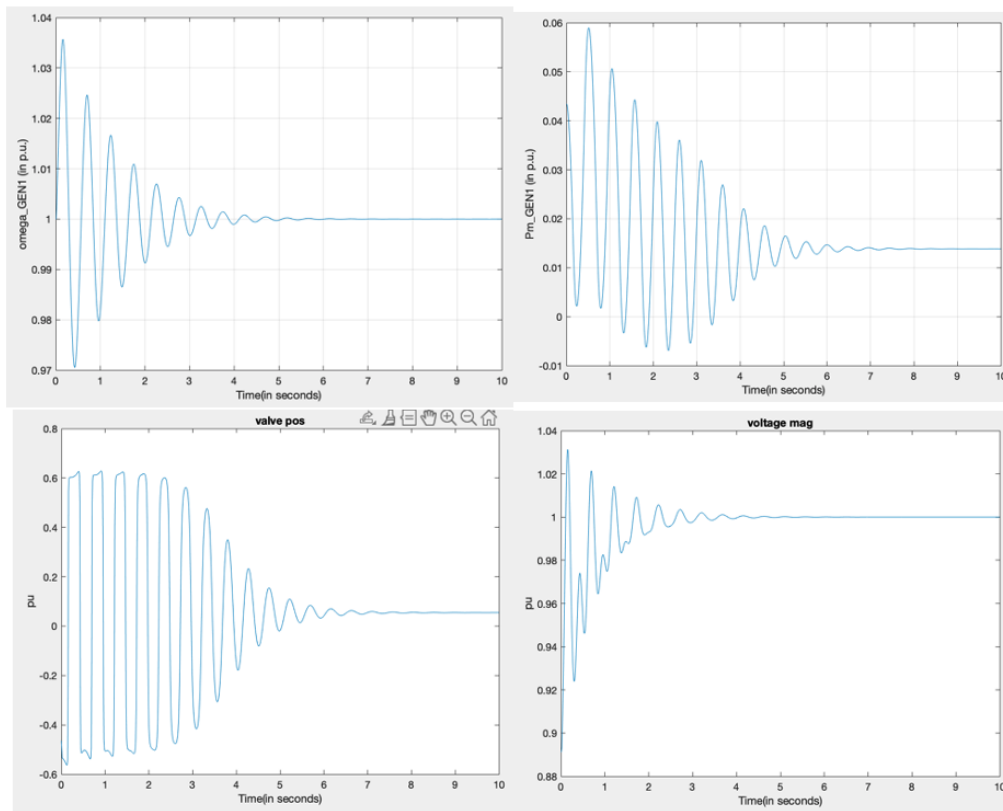 1.04
1.03
1.02
1.01
1
0.99
0.98
0.97
omega_GEN1 (in p.u.)
0 1 2 3 4 5 6 7 8 9 10
Time(in seconds)
0.06
0.05
0.04
0.03
0.02
0.01
0
-0.01
Pm_GEN1 (in p.u.)
0 1 2 3 4 5 6 7 8 9 10
Time(in seconds)
valve pos
0.8
0.6
0.4
0.2
0
-0.2
-0.4
-0.6
pu
0 1 2 3 4 5 6 7 8 9 10
Time(in seconds)
voltage mag
1.04
1.02
1
0.98
0.96
0.94
0.92
0.9
0.88
pu
0 1 2 3 4 5 6 7 8 9 10
Time(in seconds)